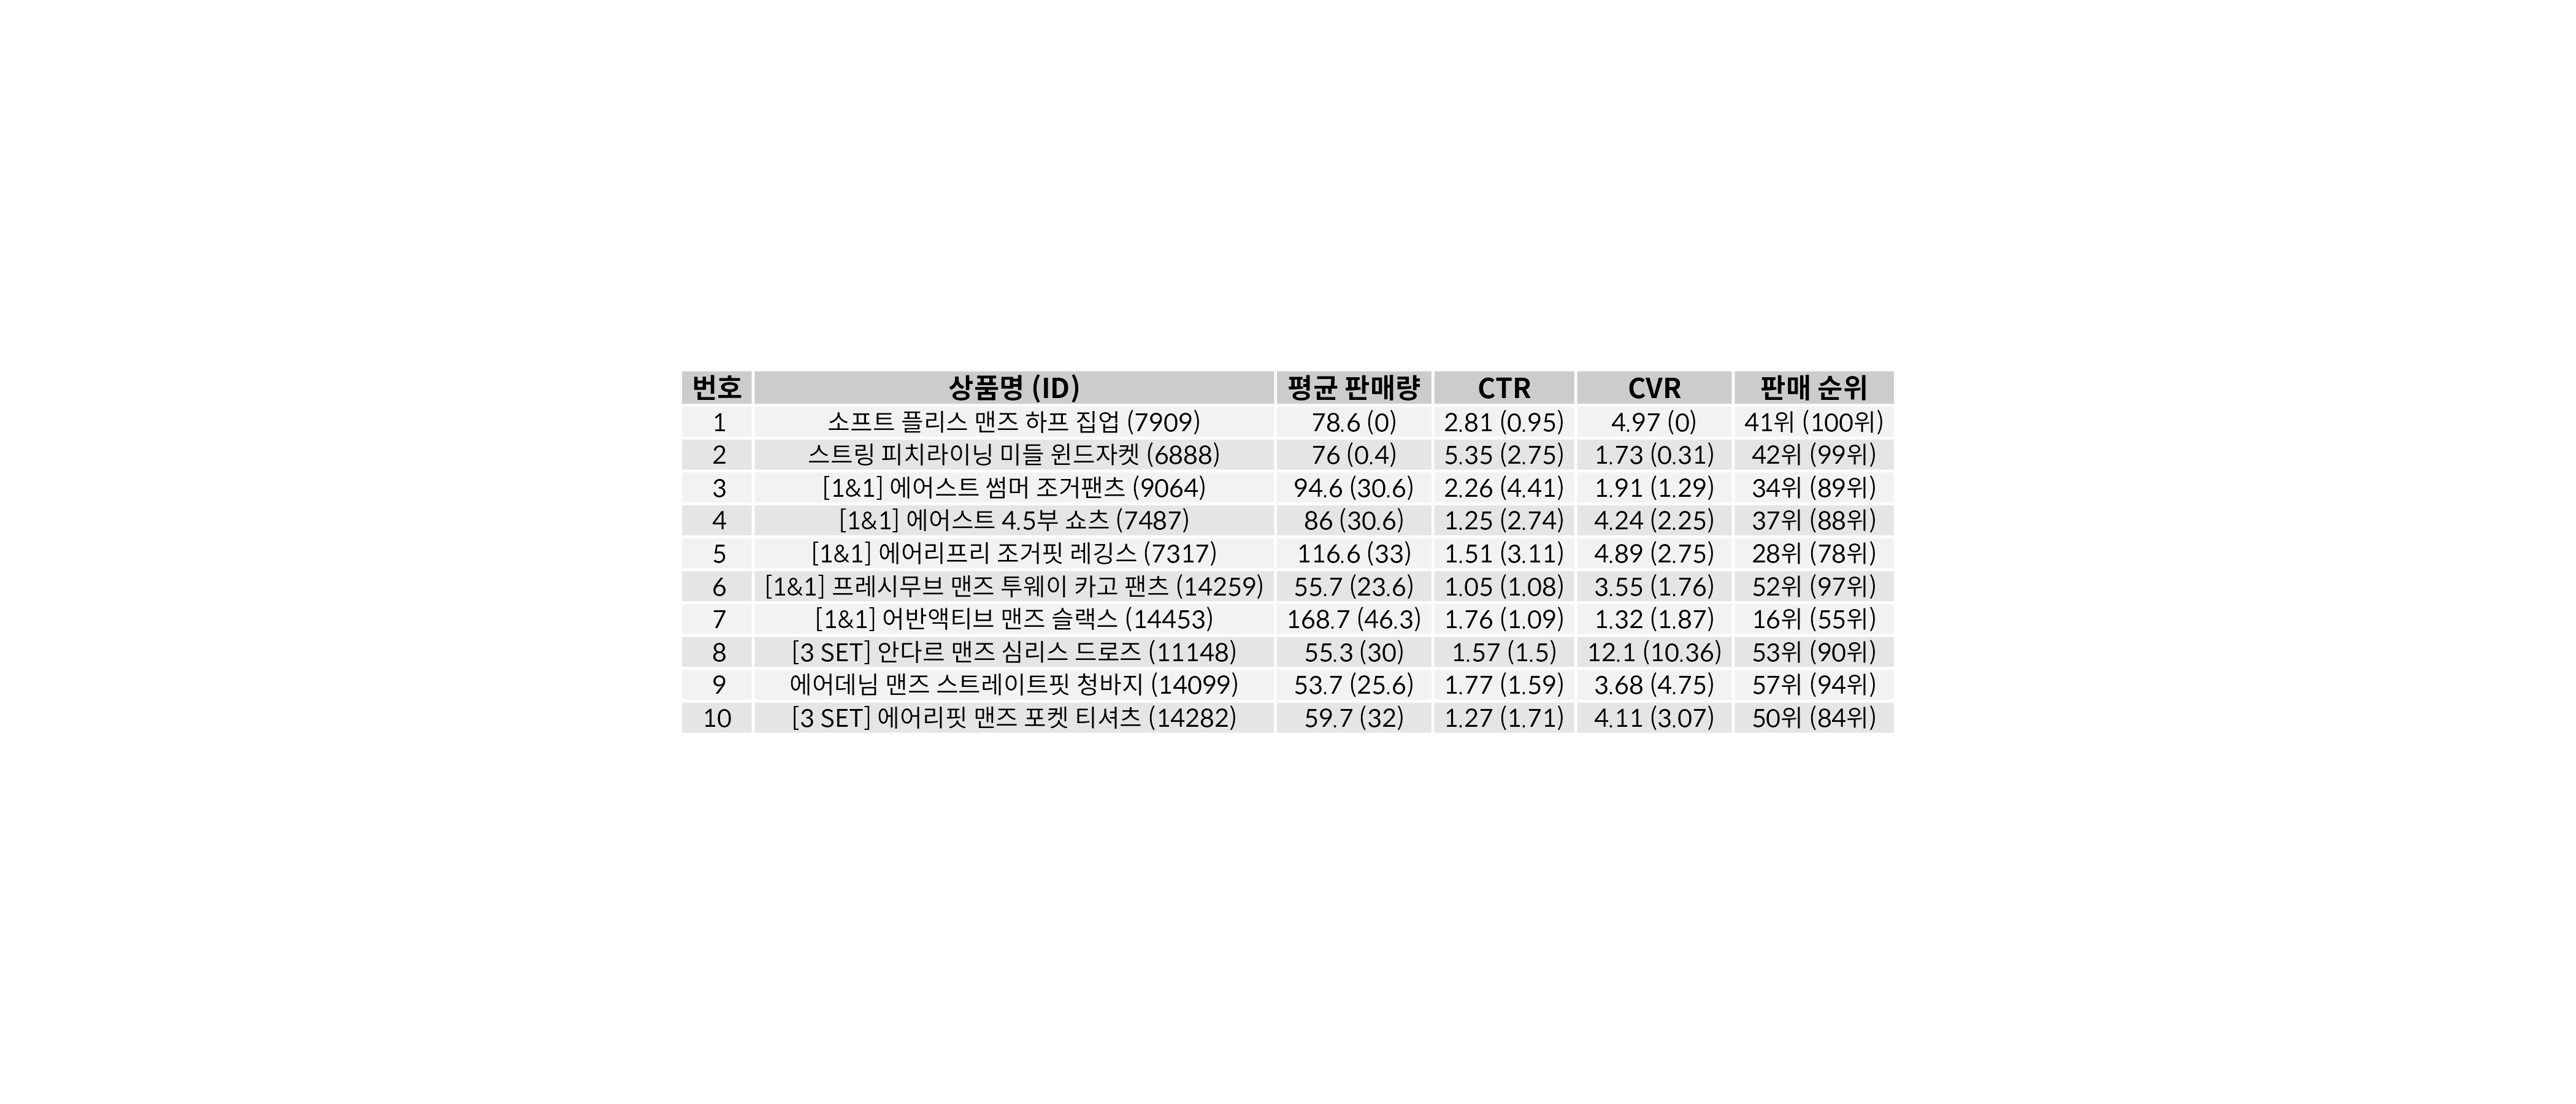 번호 상품명 (ID) 평균 판매량 CTR CVR 판매 순위
1 소프트 플리스 맨즈 하프 집업 (7909) 78.6 (0) 2.81 (0.95) 4.97 (0) 41위 (100위)
2 스트링 피치라이닝 미들 윈드자켓 (6888) 76 (0.4) 5.35 (2.75) 1.73 (0.31) 42위 (99위)
3 [1&1] 에어스트 썸머 조거팬츠 (9064) 94.6 (30.6) 2.26 (4.41) 1.91 (1.29) 34위 (89위)
4 [1&1] 에어스트 4.5부 쇼츠 (7487) 86 (30.6) 1.25 (2.74) 4.24 (2.25) 37위 (88위)
5 [1&1] 에어리프리 조거핏 레깅스 (7317) 116.6 (33) 1.51 (3.11) 4.89 (2.75) 28위 (78위)
6 [1&1] 프레시무브 맨즈 투웨이 카고 팬츠 (14259) 55.7 (23.6) 1.05 (1.08) 3.55 (1.76) 52위 (97위)
7 [1&1] 어반액티브 맨즈 슬랙스 (14453) 168.7 (46.3) 1.76 (1.09) 1.32 (1.87) 16위 (55위)
8 [3 SET] 안다르 맨즈 심리스 드로즈 (11148) 55.3 (30) 1.57 (1.5) 12.1 (10.36) 53위 (90위)
9 에어데님 맨즈 스트레이트핏 청바지 (14099) 53.7 (25.6) 1.77 (1.59) 3.68 (4.75) 57위 (94위)
10 [3 SET] 에어리핏 맨즈 포켓 티셔츠 (14282) 59.7 (32) 1.27 (1.71) 4.11 (3.07) 50위 (84위)